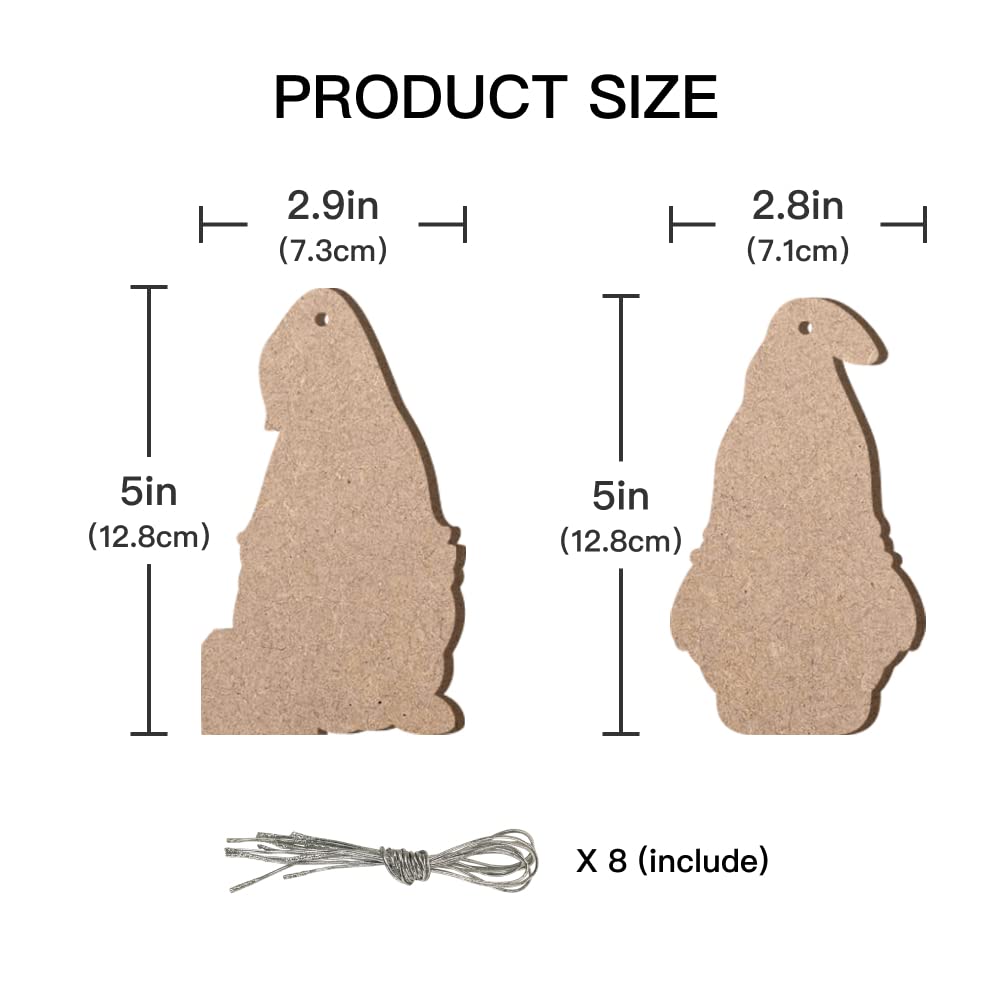 PRODUCT SIZE
2.9in
(7.3cm)
2.8in
(7.1cm)
5in
(12.8cm)
5in
(12.8cm)
X 8 (include)